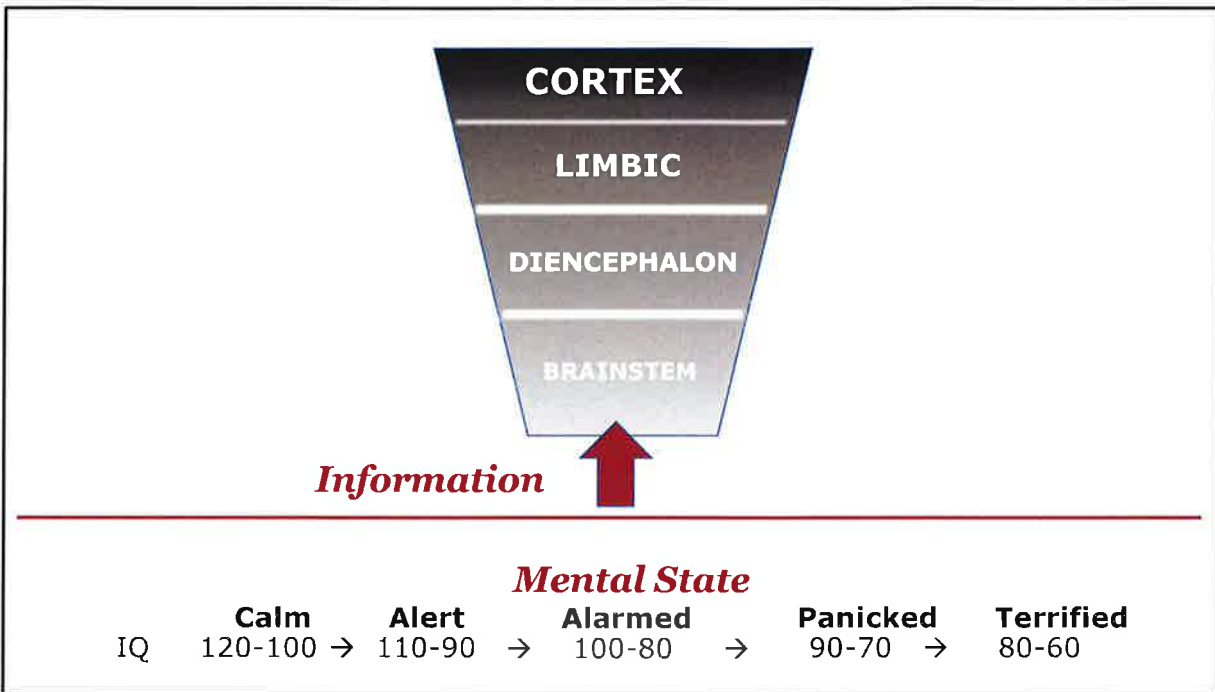 CORTEX
LIMBIC
DIENCEPHALON
BRAINSTEM
Information
Mental State
Calm Alert Alarmed Panicked Terrified
IQ 120-100 → 110-90 → 100-80 → 90-70 → 80-60